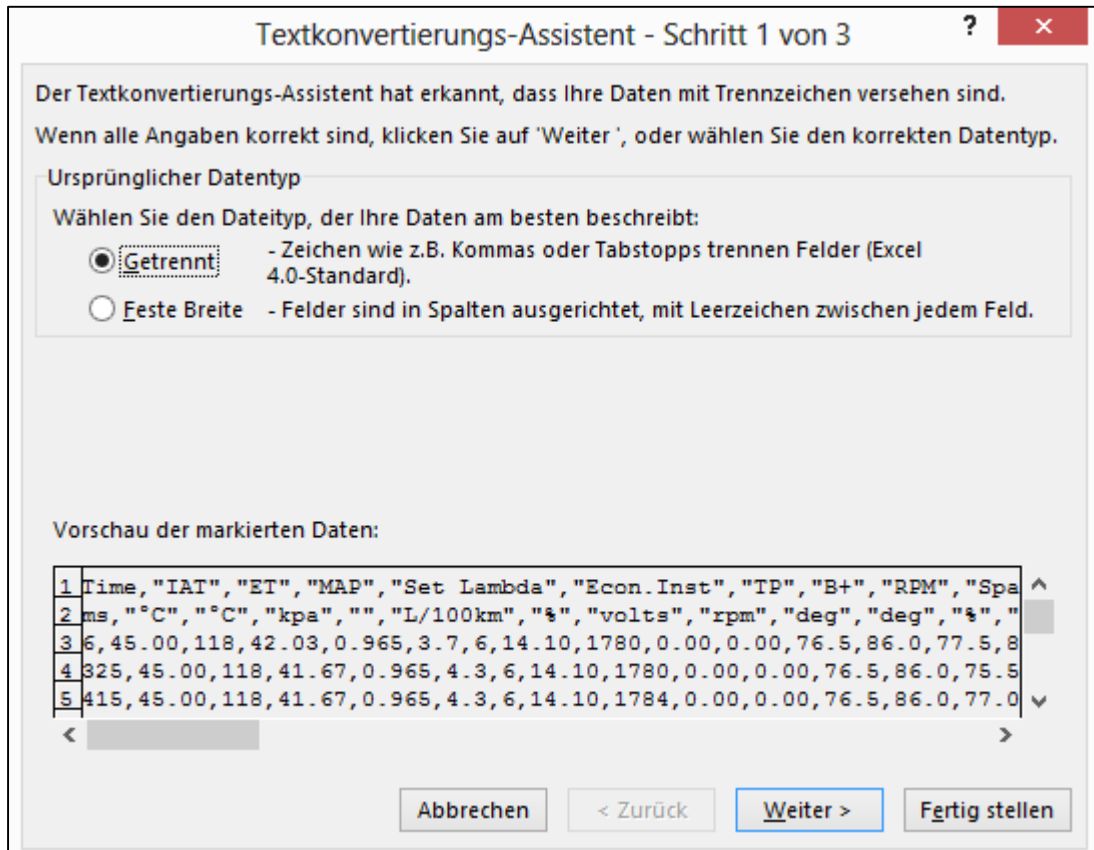 Textkonvertierungs-Assistent - Schritt 1 von 3
?
Der Textkonvertierungs-Assistent hat erkannt, dass Ihre Daten mit Trennzeichen versehen sind.
Wenn alle Angaben korrekt sind, klicken Sie auf 'Weiter ', oder wählen Sie den korrekten Datentyp.
Ursprünglicher Datentyp
Wählen Sie den Dateityp, der Ihre Daten am besten beschreibt:
Getrennt - Zeichen wie z.B. Kommas oder Tabstopps trennen Felder (Excel
4.0-Standard).
Feste Breite - Felder sind in Spalten ausgerichtet, mit Leerzeichen zwischen jedem Feld.
Vorschau der markierten Daten:
1 Time,"IAT","ET","MAP","Set Lambda","Econ.Inst","TP","B+","RPM","Spa
2 ms,"°C","°C","kpa","","L/100km","%","volts","rpm","deg","deg","%","
3 6,45.00,118,42.03,0.965,3.7,6,14.10,1780,0.00,0.00,76.5,86.0,77.5,8
4 325,45.00,118,41.67,0.965,4.3,6,14.10,1780,0.00,0.00,76.5,86.0,75.5
5 415,45.00,118,41.67,0.965,4.3,6,14.10,1784,0.00,0.00,76.5,86.0,77.0
Abbrechen < Zurück Weiter > Fertig stellen